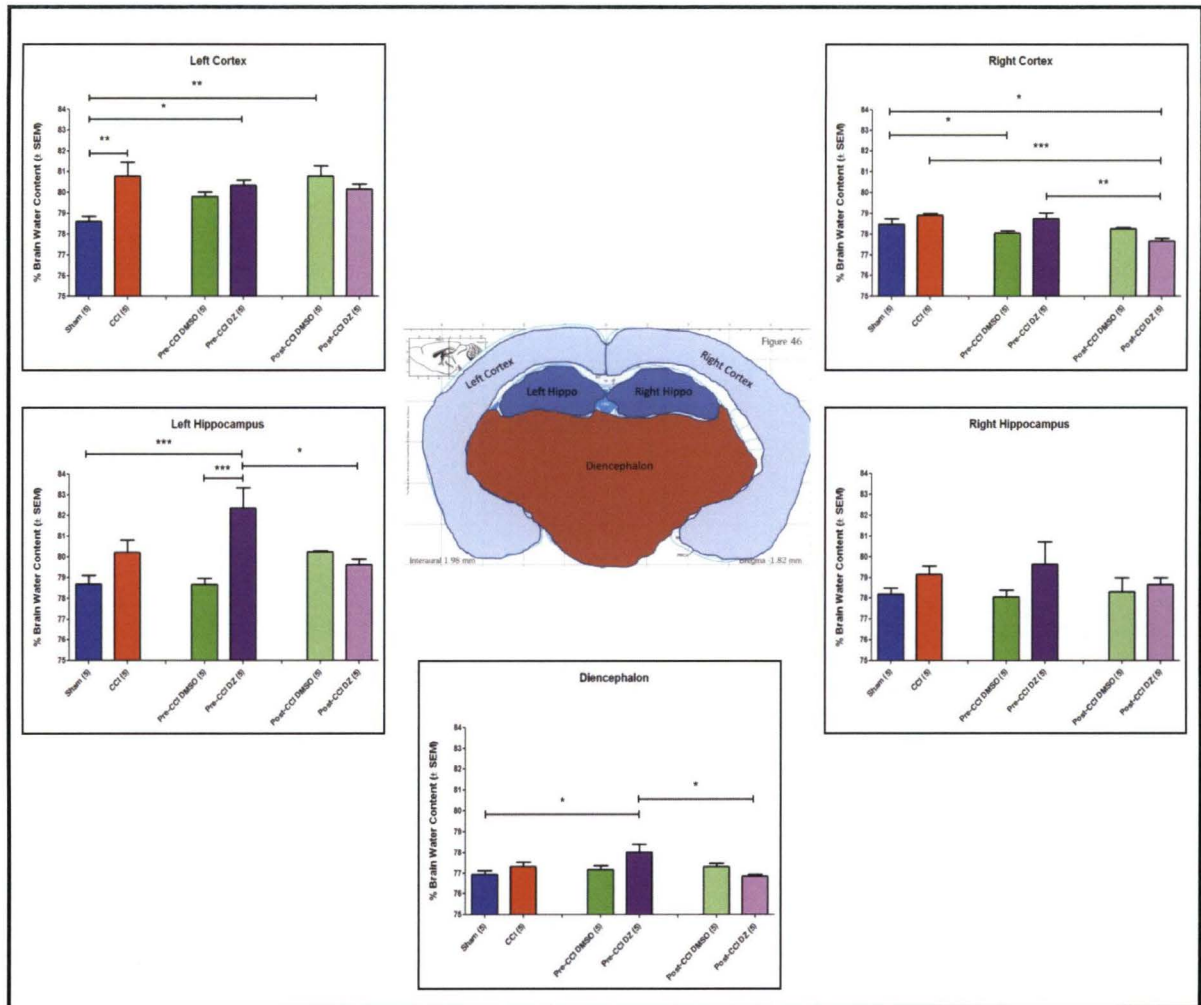 Left Cortex
% Brain Water Content (± SEM)
84
83
82
81
80
79
78
77
76
75
**
*
**
Sham (5)
CCI (5)
Pre-CCI DMSO (5)
Pre-CCI DZ (5)
Post-CCI DMSO (5)
Post-CCI DZ (5)
Right Cortex
% Brain Water Content (± SEM)
84
83
82
81
80
79
78
77
76
75
*
*
***
**
Sham (5)
CCI (5)
Pre-CCI DMSO (5)
Pre-CCI DZ (5)
Post-CCI DMSO (5)
Post-CCI DZ (5)
Figure 46
Left Cortex
Right Cortex
Left Hippo
Right Hippo
Diencephalon
Interaural 1.96 mm
Bregma -1.82 mm
Left Hippocampus
% Brain Water Content (± SEM)
84
83
82
81
80
79
78
77
76
75
***
*
***
Sham (5)
CCI (5)
Pre-CCI DMSO (5)
Pre-CCI DZ (5)
Post-CCI DMSO (5)
Post-CCI DZ (5)
Right Hippocampus
% Brain Water Content (± SEM)
84
83
82
81
80
79
78
77
76
75
Sham (5)
CCI (5)
Pre-CCI DMSO (5)
Pre-CCI DZ (5)
Post-CCI DMSO (5)
Post-CCI DZ (5)
Diencephalon
% Brain Water Content (± SEM)
84
83
82
81
80
79
78
77
76
75
*
*
Sham (5)
CCI (5)
Pre-CCI DMSO (5)
Pre-CCI DZ (5)
Post-CCI DMSO (5)
Post-CCI DZ (5)